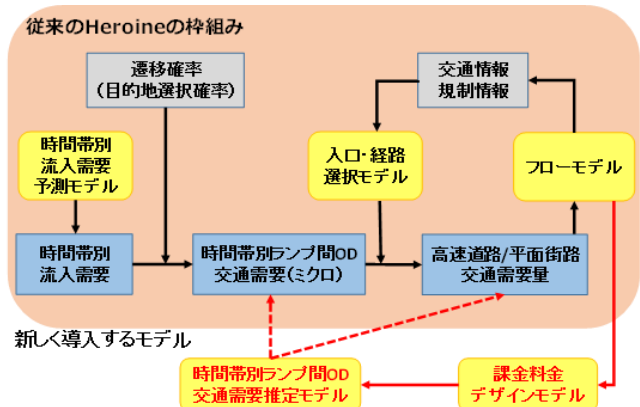 従来のHeroineの枠組み
遷移確率
(目的地選択確率)
交通情報
規制情報
時間帯別
流入需要
予測モデル
入口・経路
選択モデル
フローモデル
時間帯別
流入需要
時間帯別ランプ間OD
交通需要(ミクロ)
高速道路/平面街路
交通需要量
新しく導入するモデル
時間帯別ランプ間OD
交通需要推定モデル
課金料金
デザインモデル